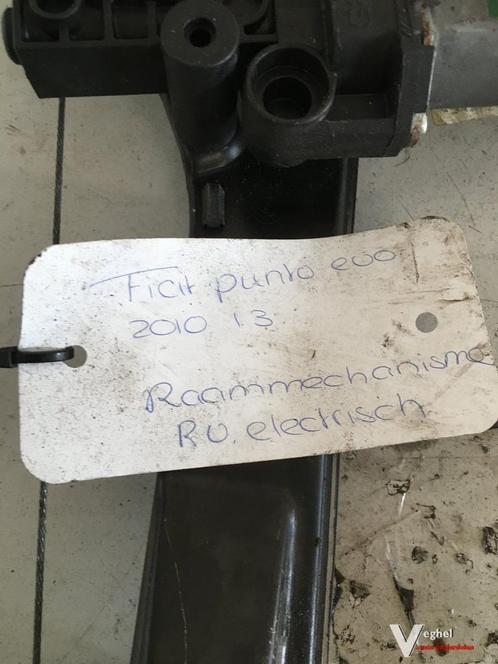 Fiat punto evo
2010 1.3
Raammechanisme
R.V. electrisch
Veghel